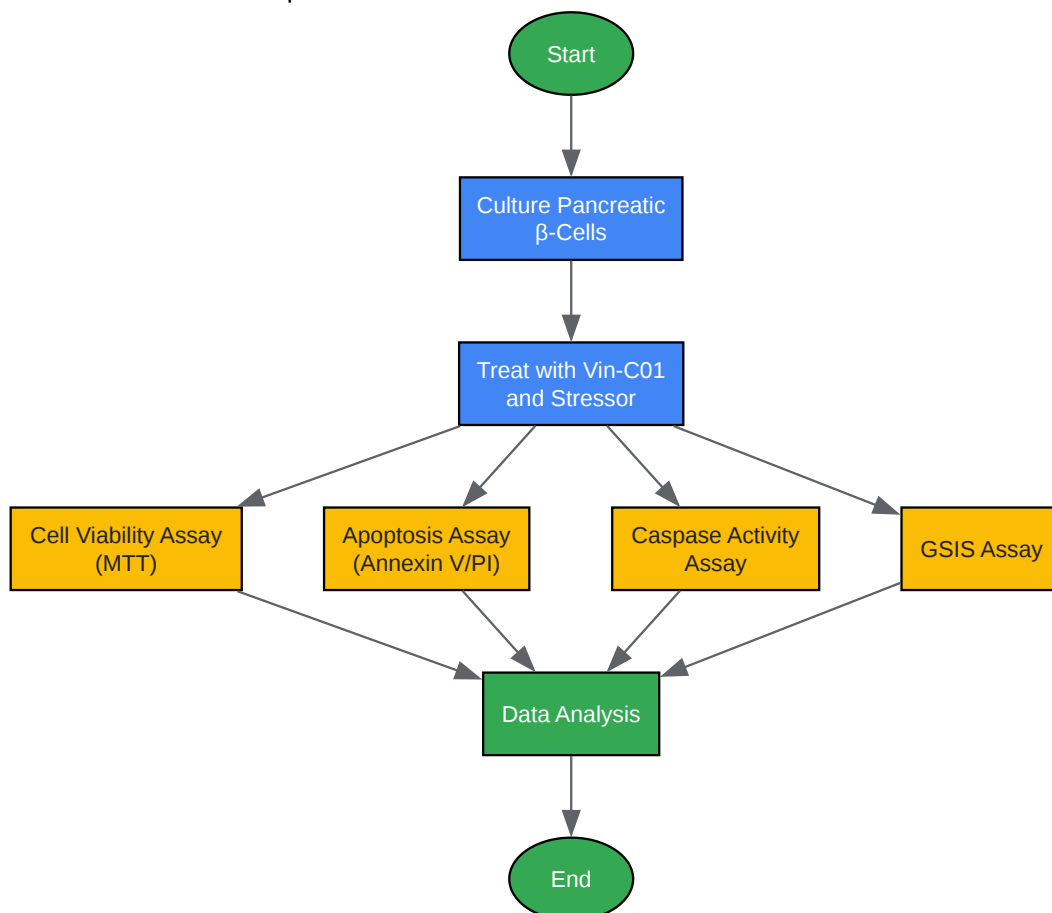 Start
Culture Pancreatic
β-Cells
Treat with Vin-C01
and Stressor
Cell Viability Assay
(MTT)
Apoptosis Assay
(Annexin V/PI)
Caspase Activity
Assay
GSIS Assay
Data Analysis
End